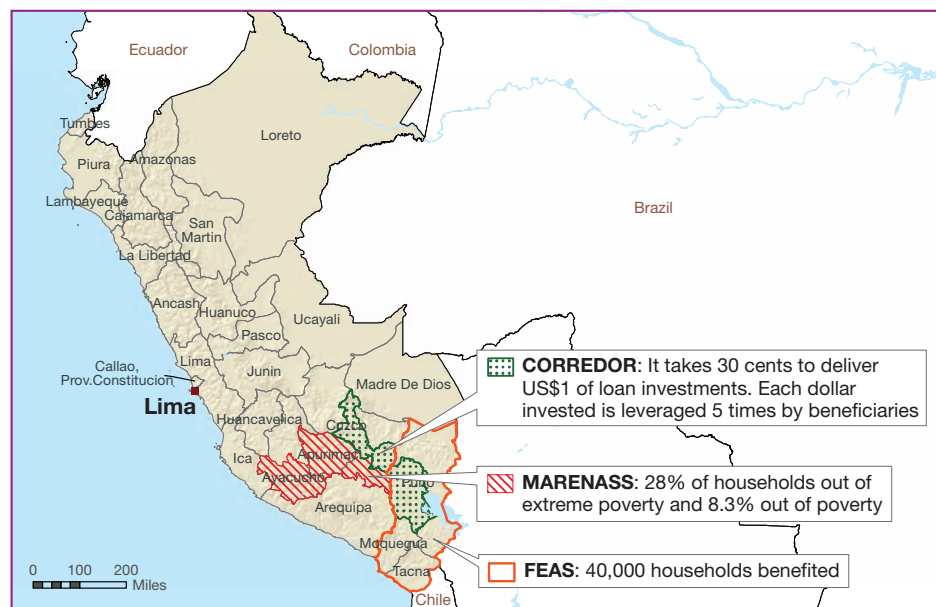 Ecuador
Colombia
Tumbes
Loreto
Piura
Amazonas
Lambayeque
Cajamarca
San
Martin
Brazil
La Libertad
Ancash
Huanuco
Ucayali
Pasco
Lima
Callao,
Prov.Constitucion
Junin
Lima
Madre De Dios
CORREDOR: It takes 30 cents to deliver
US$1 of loan investments. Each dollar
invested is leveraged 5 times by beneficiaries
Huancavelica
Cuzco
Ica
Apurimac
Ayacucho
Puno
MARENASS: 28% of households out of
extreme poverty and 8.3% out of poverty
Arequipa
Moquegua
FEAS: 40,000 households benefited
Tacna
Chile
0 50 100 200
Miles